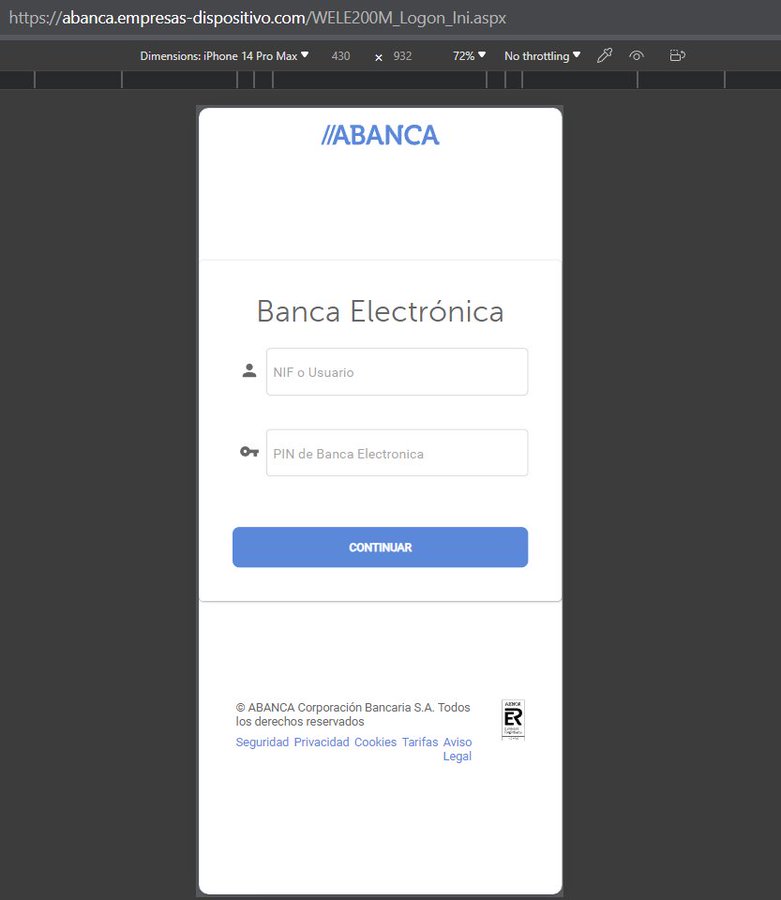 https://abanca.empresas-dispositivo.com/WELE200M_Logon_Ini.aspx
Dimensions: iPhone 14 Pro Max 430 x 932 72% No throttling
//ABANCA
Banca Electrónica
NIF o Usuario
PIN de Banca Electronica
CONTINUAR
© ABANCA Corporación Bancaria S.A. Todos
los derechos reservados
Seguridad Privacidad Cookies Tarifas Aviso
Legal
AENOR
ER